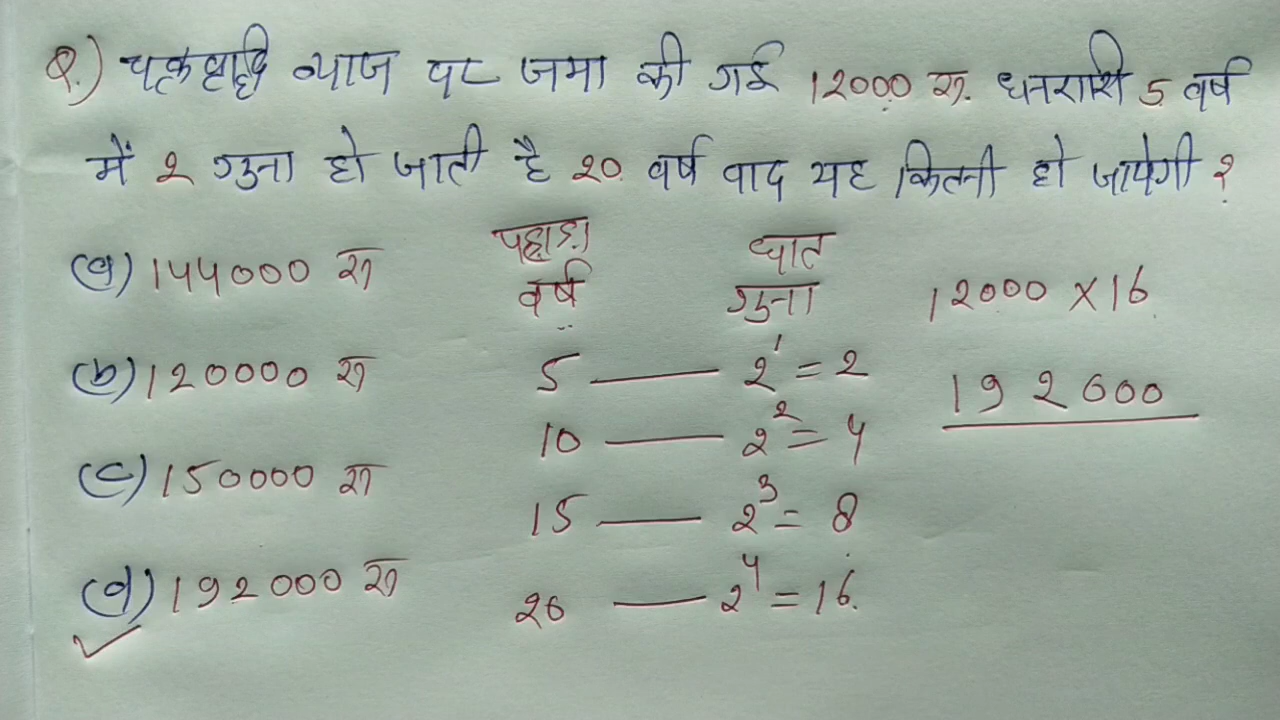 Q.) चक्रवृद्धि व्याज पर जमा की गई 12000 रु. धनराशि 5 वर्ष
में 2 गुना हो जाती है 20 वर्ष वाद यह कितनी हो जायेगी ?
(a) 144000 रु
(b) 120000 रु
(c) 150000 रु
(d) 192000 रु
पहाड़ा घात
वर्ष गुना
5 — 2¹ = 2
10 — 2² = 4
15 — 2³ = 8
20 — 2⁴ = 16
12000 × 16
192000